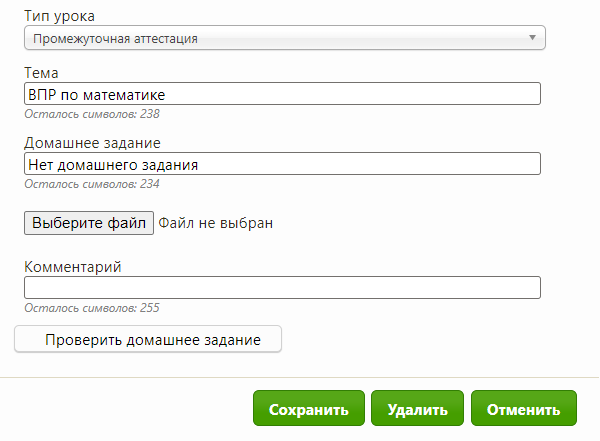 Тип урока
Промежуточная аттестация
Тема
ВПР по математике
Осталось символов: 238
Домашнее задание
Нет домашнего задания
Осталось символов: 234
Выберите файл Файл не выбран
Комментарий
Осталось символов: 255
Проверить домашнее задание
Сохранить Удалить Отменить